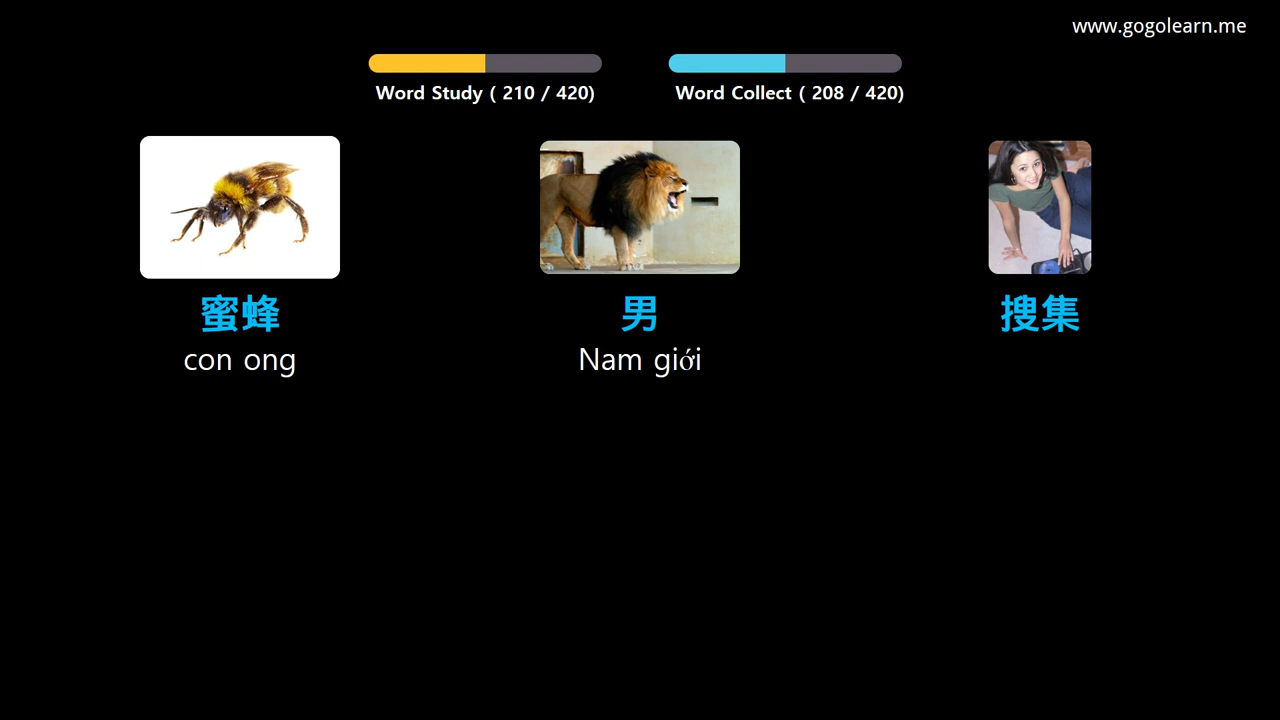 www.gogolearn.me
Word Study ( 210 / 420)
Word Collect ( 208 / 420)
蜜蜂
男
搜集
con ong
Nam giới